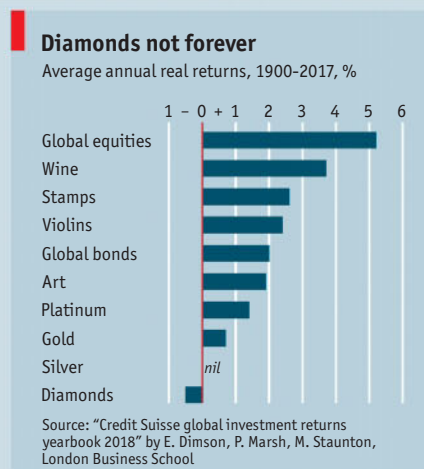 Diamonds not forever
Average annual real returns, 1900-2017, %
1 – 0 + 1 2 3 4 5 6
Global equities
Wine
Stamps
Violins
Global bonds
Art
Platinum
Gold
Silver nil
Diamonds
Source: “Credit Suisse global investment returns
yearbook 2018” by E. Dimson, P. Marsh, M. Staunton,
London Business School